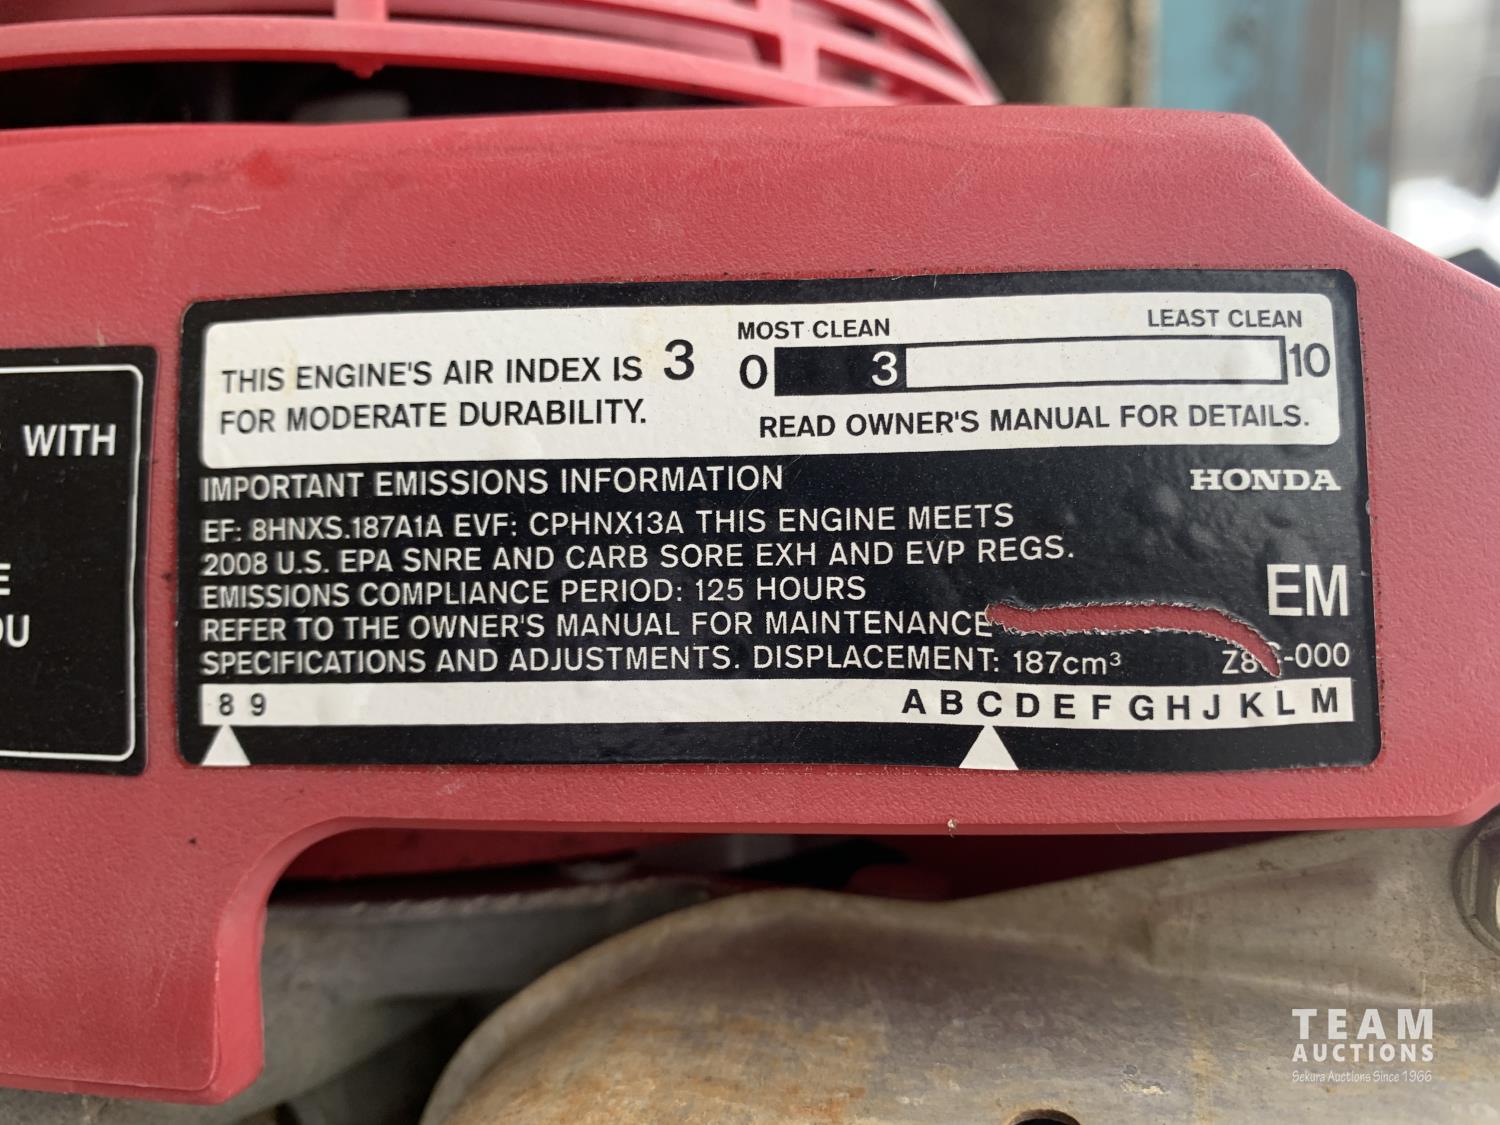 WITH
THIS ENGINE'S AIR INDEX IS 3
FOR MODERATE DURABILITY.
MOST CLEAN LEAST CLEAN
0 3 10
READ OWNER'S MANUAL FOR DETAILS.
IMPORTANT EMISSIONS INFORMATION
HONDA
EF: 8HNXS.187A1A EVF: CPHNX13A THIS ENGINE MEETS
2008 U.S. EPA SNRE AND CARB SORE EXH AND EVP REGS.
EMISSIONS COMPLIANCE PERIOD: 125 HOURS
EM
REFER TO THE OWNER'S MANUAL FOR MAINTENANCE
SPECIFICATIONS AND ADJUSTMENTS. DISPLACEMENT: 187cm³
8 9 A B C D E F G H J K L M
TEAM
AUCTIONS
Sekura Auctions Since 1966